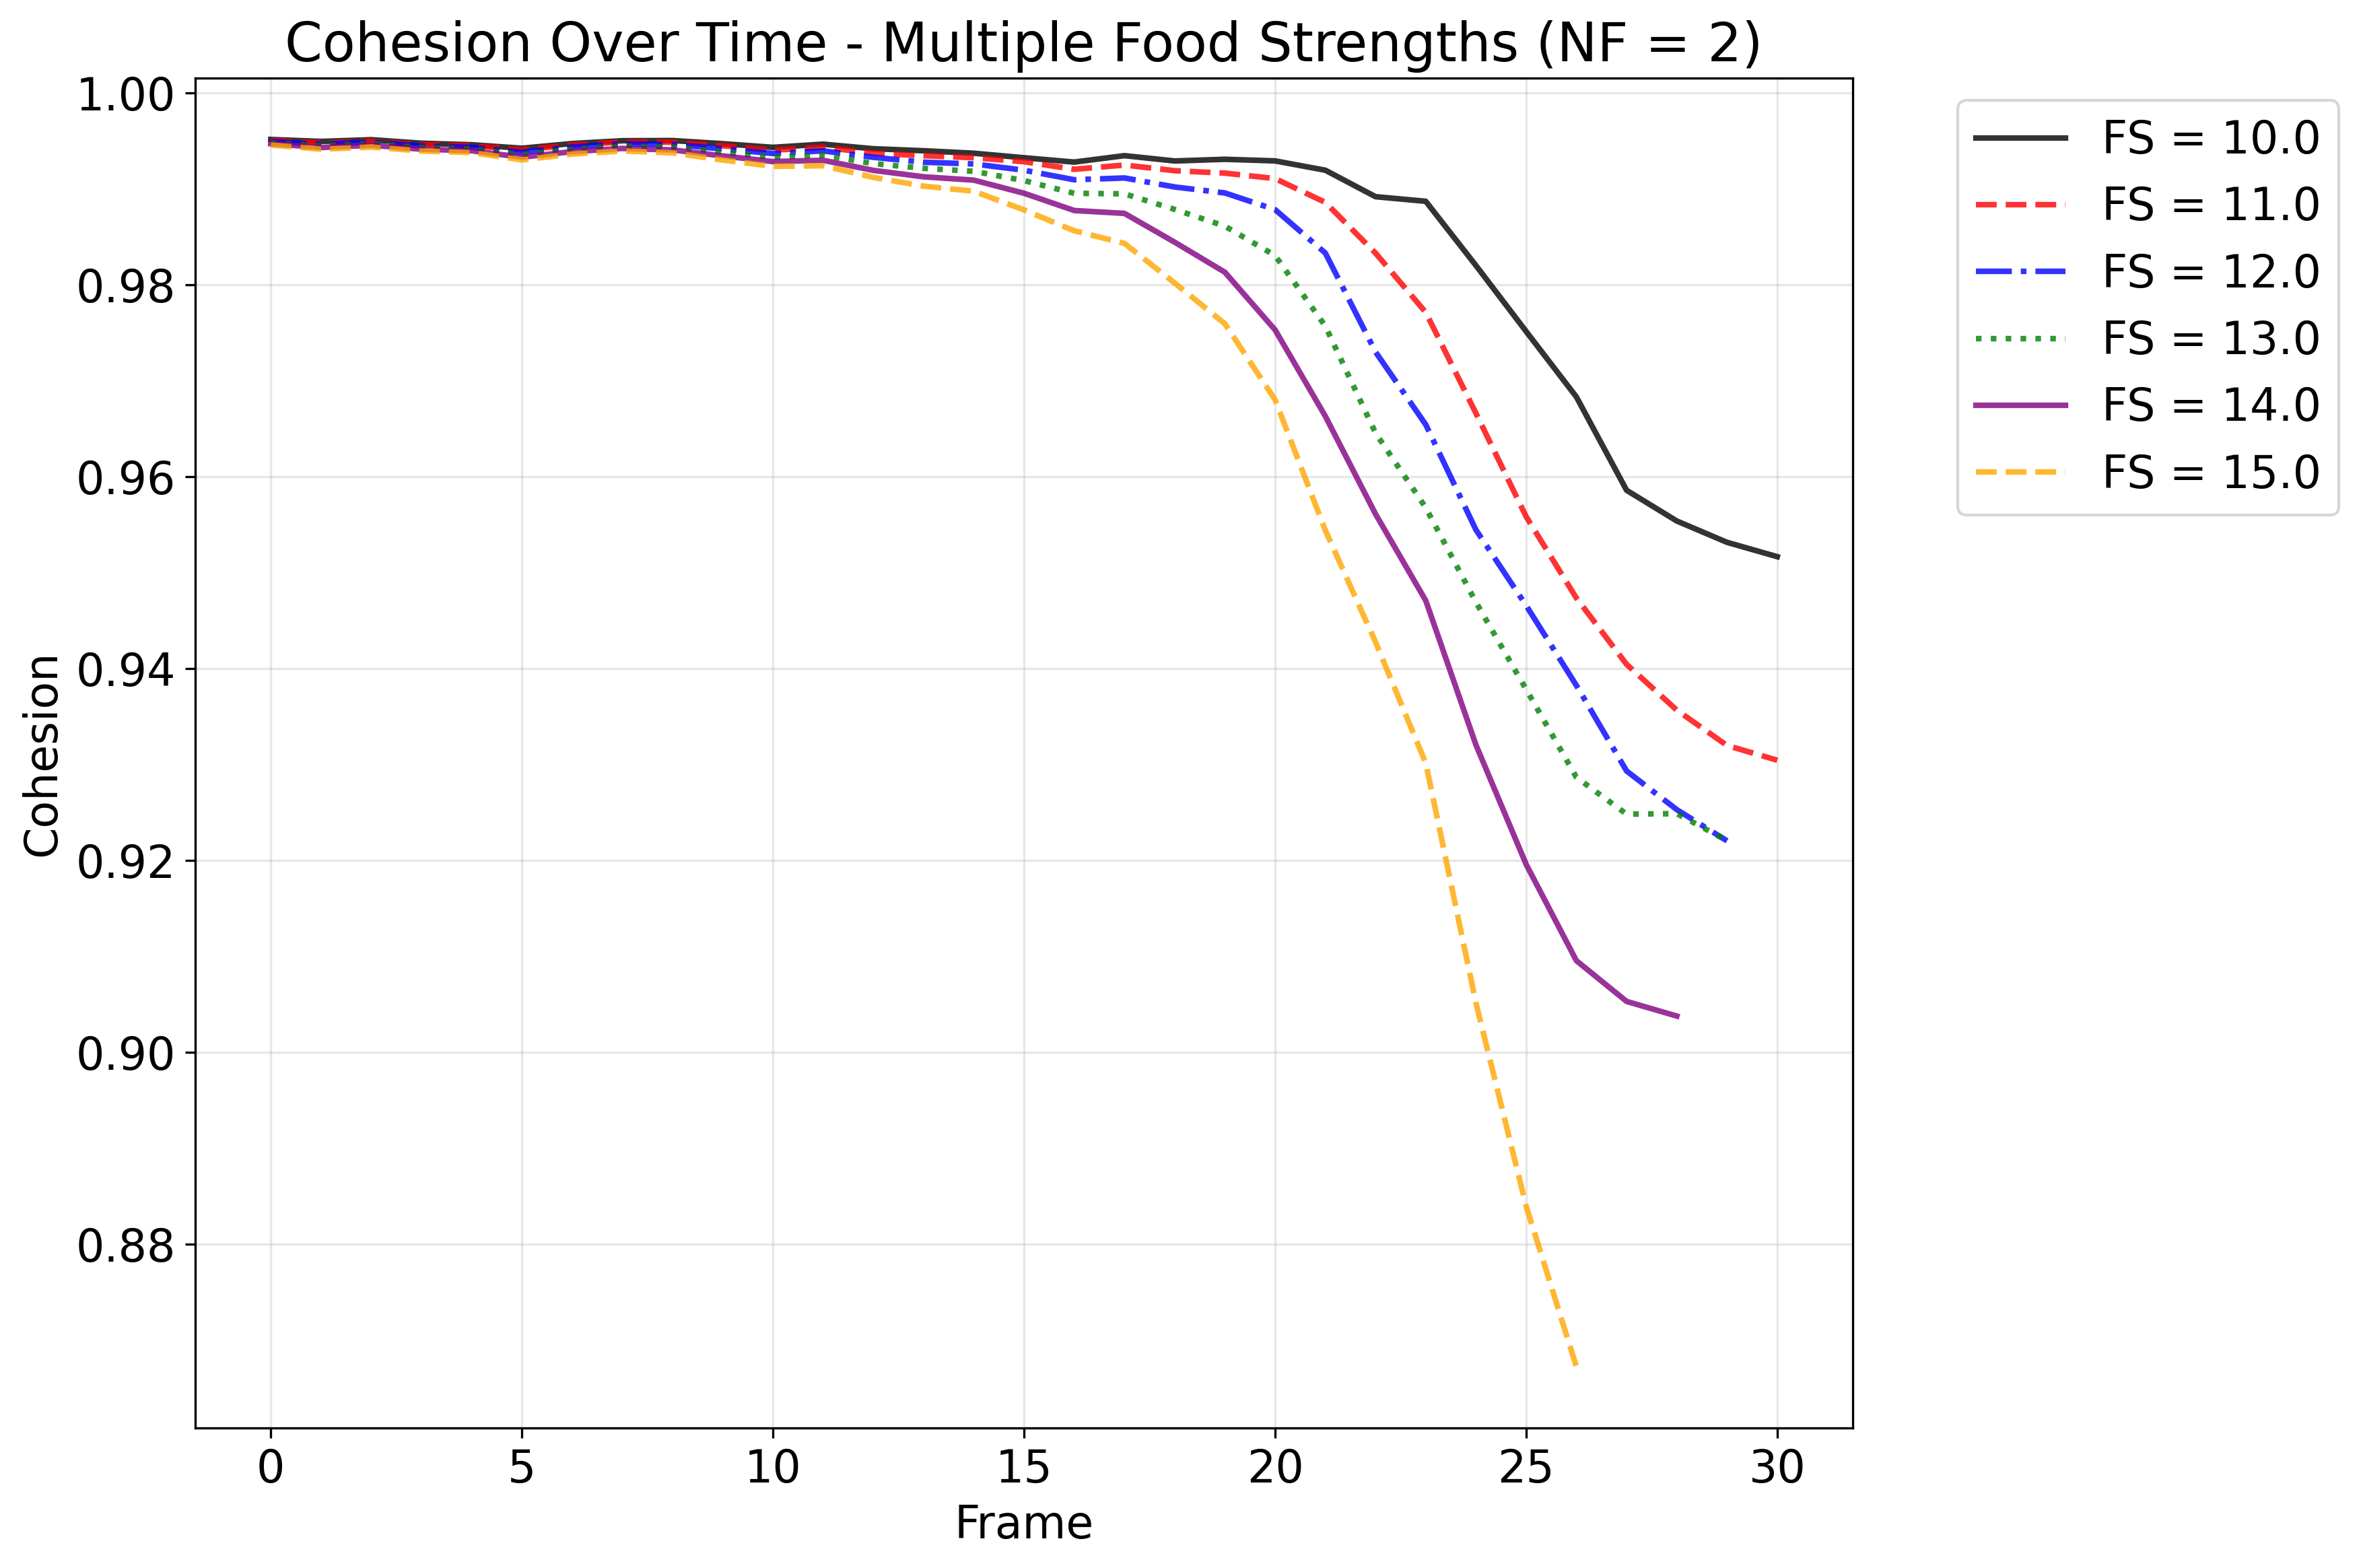 Cohesion Over Time - Multiple Food Strengths (NF = 2)
1.00
0.98
0.96
0.94
0.92
0.90
0.88
Cohesion
0 5 10 15 20 25 30
Frame
FS = 10.0
FS = 11.0
FS = 12.0
FS = 13.0
FS = 14.0
FS = 15.0